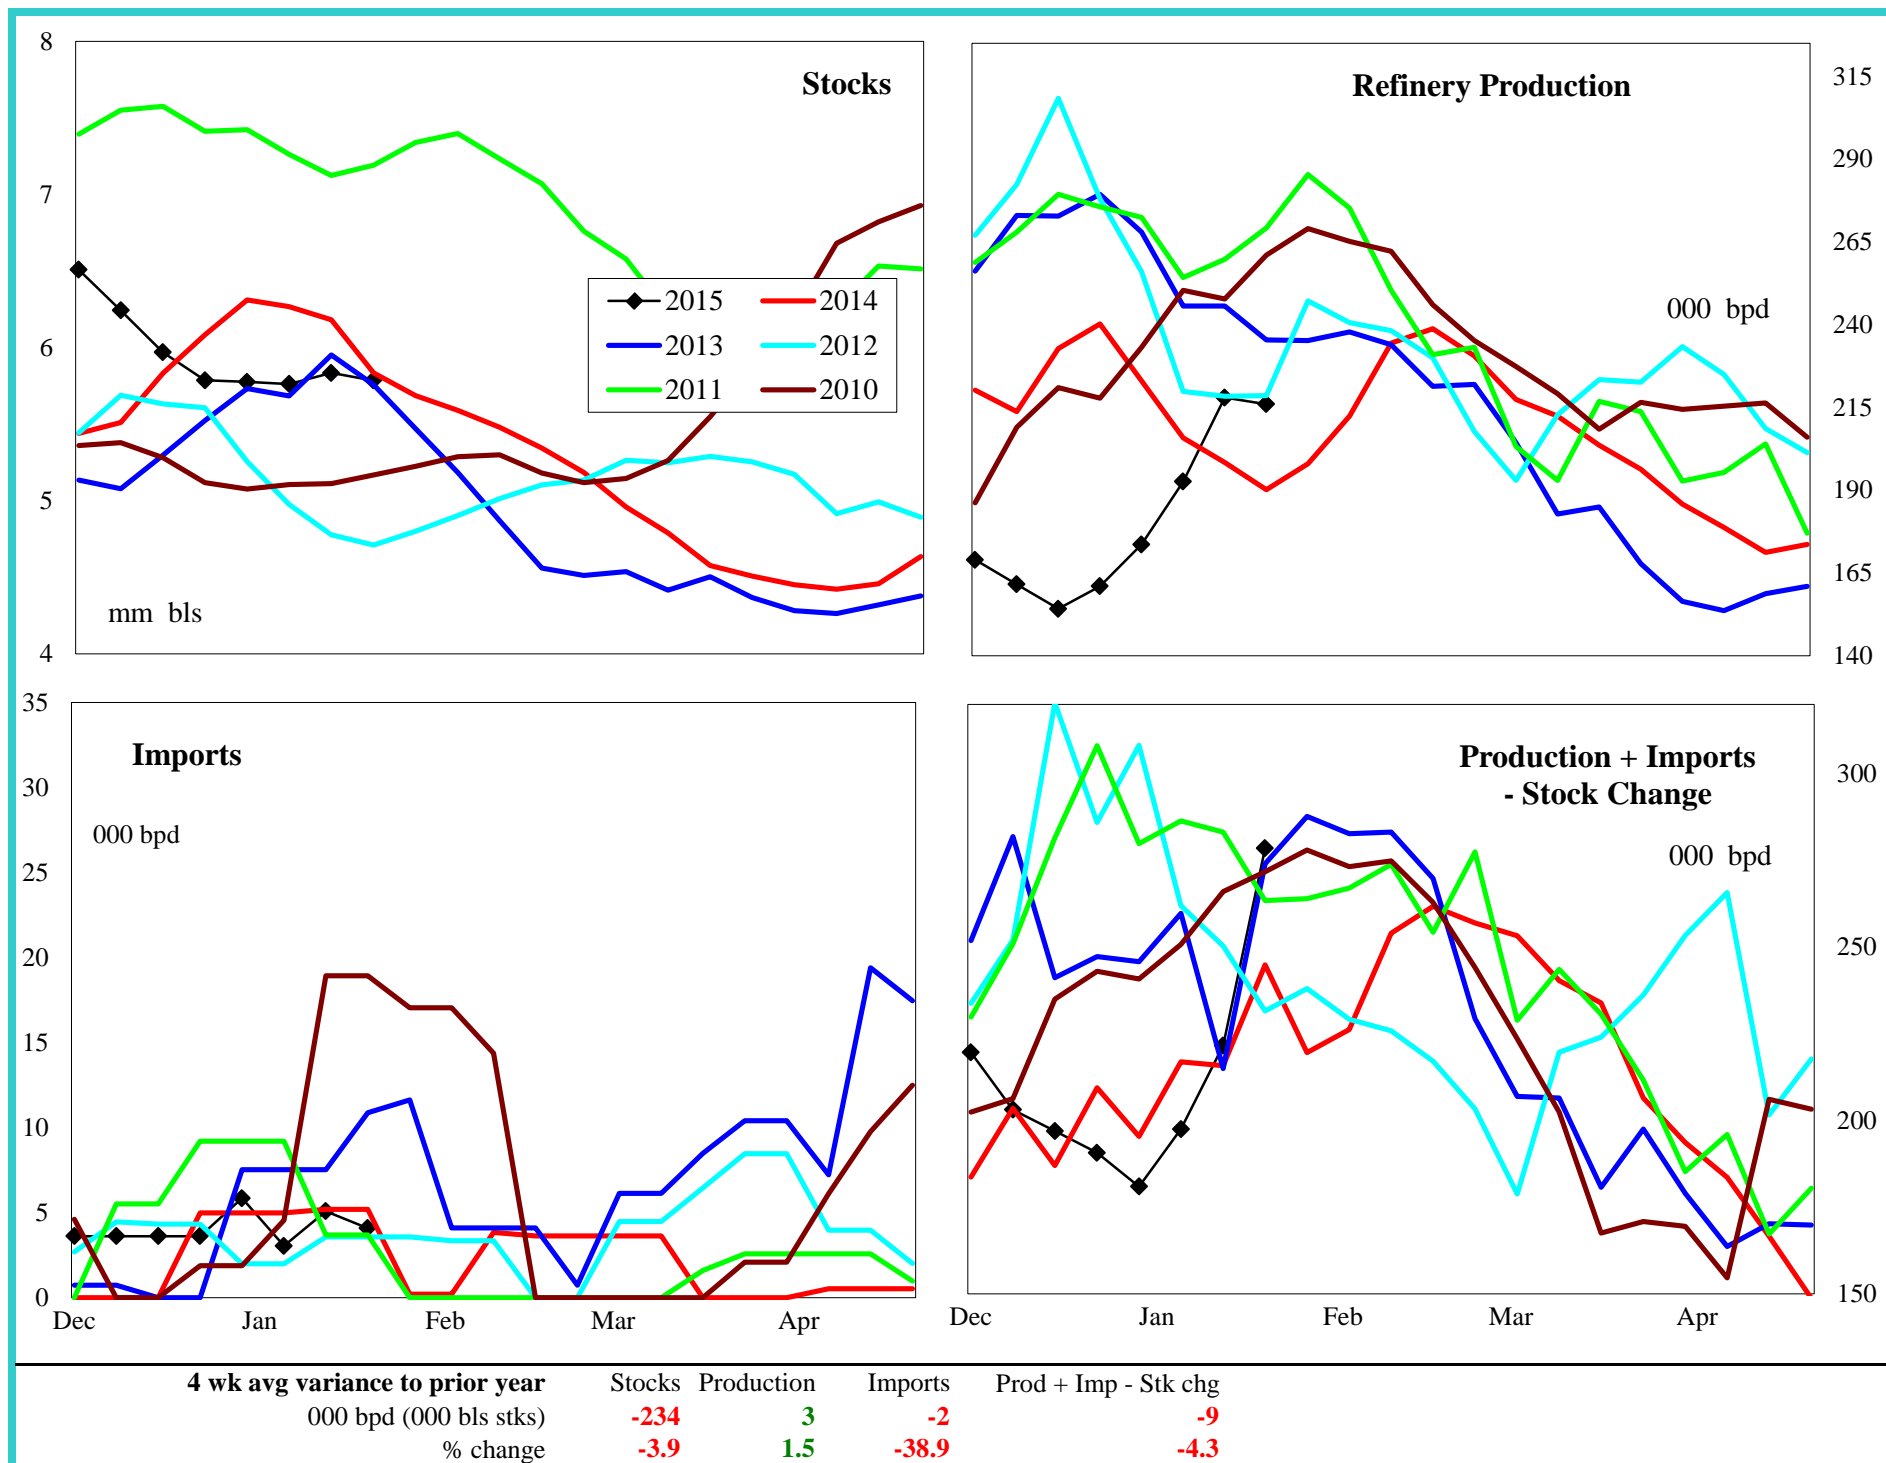 Stocks
8
7
6
5
4
mm bls
2015
2014
2013
2012
2011
2010
Refinery Production
000 bpd
315
290
265
240
215
190
165
140
Imports
000 bpd
35
30
25
20
15
10
5
0
Dec Jan Feb Mar Apr
Production + Imports
- Stock Change
000 bpd
300
250
200
150
Dec Jan Feb Mar Apr
4 wk avg variance to prior year Stocks Production Imports Prod + Imp - Stk chg
000 bpd (000 bls stks) -234 3 -2 -9
% change -3.9 1.5 -38.9 -4.3